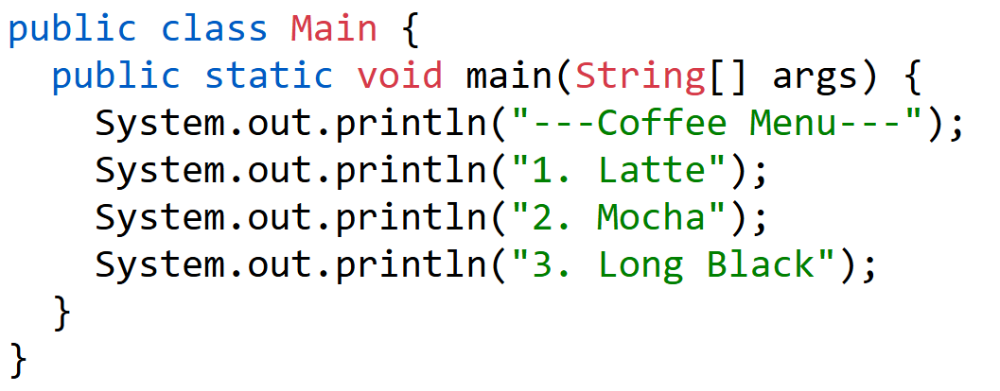 public class Main {
  public static void main(String[] args) {
    System.out.println("---Coffee Menu---");
    System.out.println("1. Latte");
    System.out.println("2. Mocha");
    System.out.println("3. Long Black");
  }
}